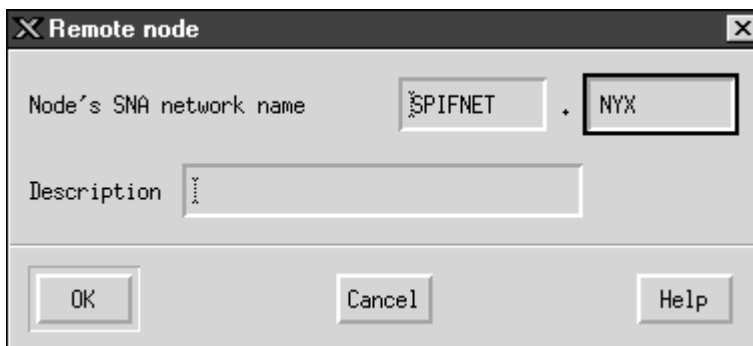 Remote node
Node's SNA network name SPIFNET . NYX
Description
OK Cancel Help